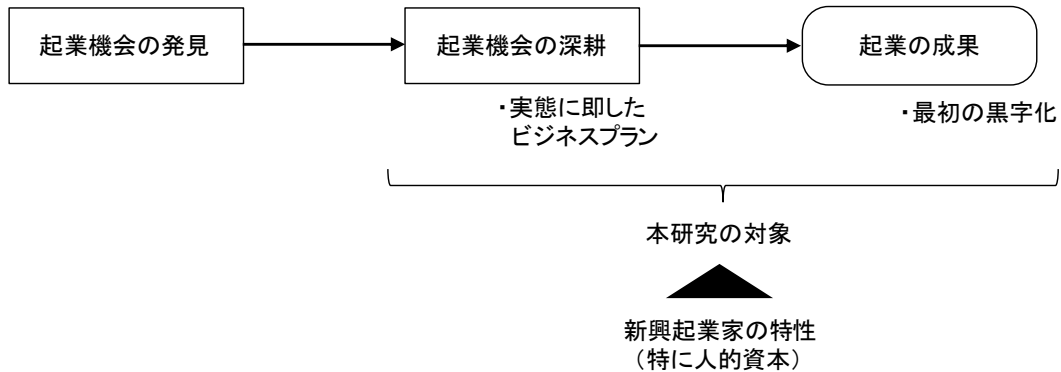 起業機会の発見
起業機会の深耕
起業の成果
・実態に即した
ビジネスプラン
・最初の黒字化
本研究の対象
新興起業家の特性
（特に人的資本）